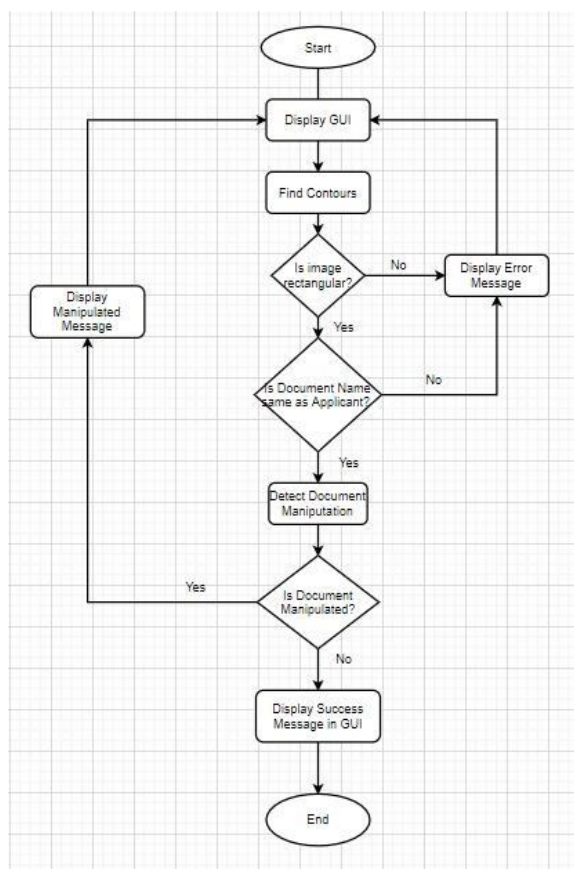 Start
Display GUI
Find Contours
Is image
rectangular?
No
Display Error
Message
Display
Manipulated
Message
Yes
Is Document Name
same as Applicant?
No
Yes
Detect Document
Maniputation
Yes
Is Document
Manipulated?
No
Display Success
Message in GUI
End